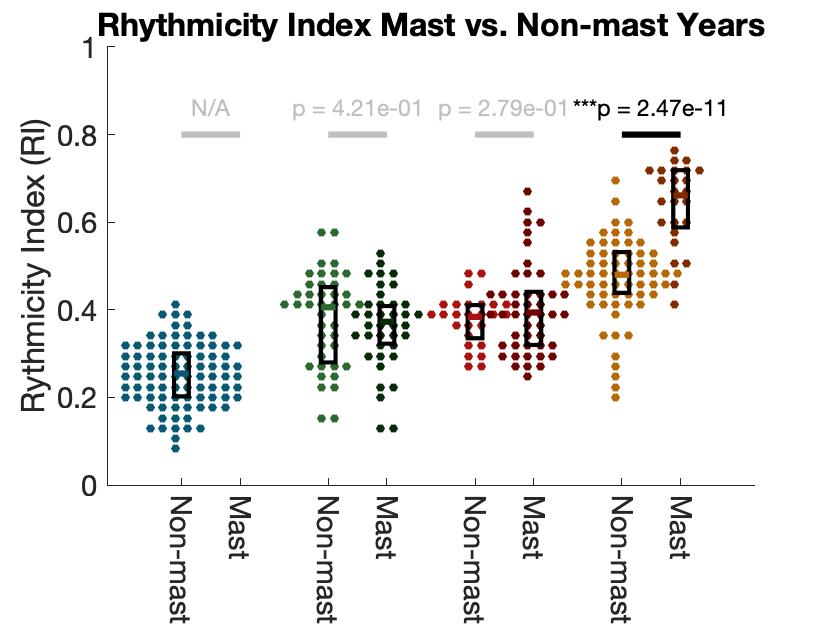 Rhythmicity Index Mast vs. Non-mast Years
Rythmicity Index (RI)
1
0.8
0.6
0.4
0.2
0
N/A
p = 4.21e-01
p = 2.79e-01
***p = 2.47e-11
Non-mast
Mast
Non-mast
Mast
Non-mast
Mast
Non-mast
Mast